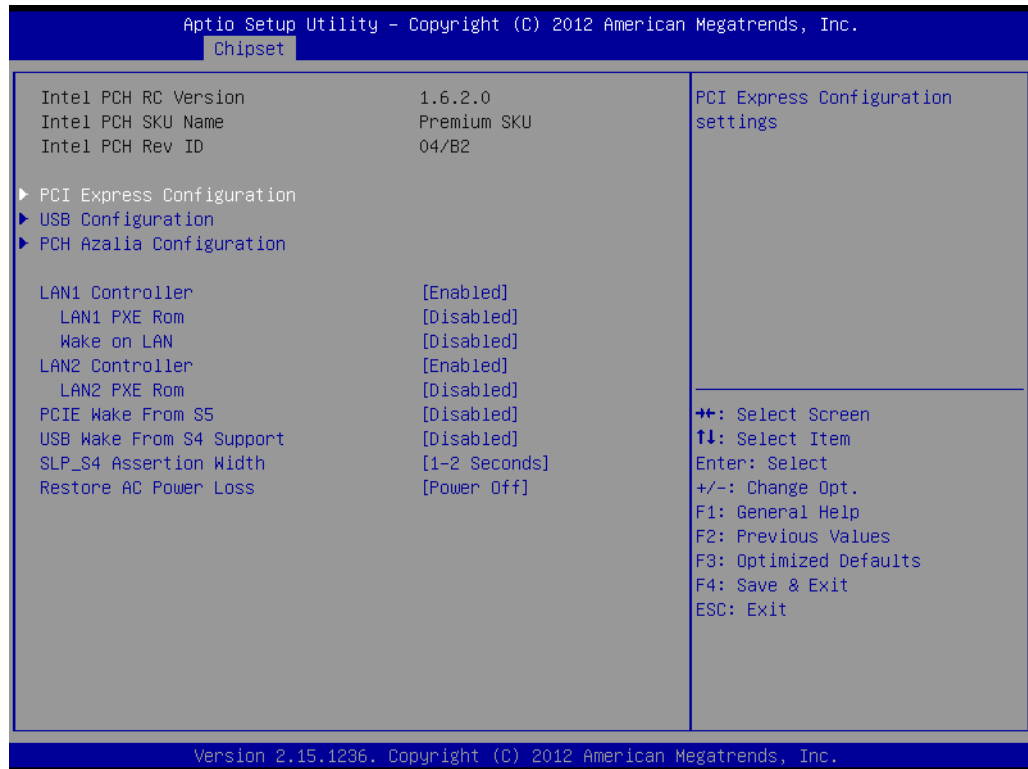 Aptio Setup Utility – Copyright (C) 2012 American Megatrends, Inc.
Chipset
Intel PCH RC Version 1.6.2.0
Intel PCH SKU Name Premium SKU
Intel PCH Rev ID 04/B2
▶ PCI Express Configuration
▶ USB Configuration
▶ PCH Azalia Configuration
LAN1 Controller [Enabled]
LAN1 PXE Rom [Disabled]
Wake on LAN [Disabled]
LAN2 Controller [Enabled]
LAN2 PXE Rom [Disabled]
PCIE Wake From S5 [Disabled]
USB Wake From S4 Support [Disabled]
SLP_S4 Assertion Width [1-2 Seconds]
Restore AC Power Loss [Power Off]
PCI Express Configuration
settings
→←: Select Screen
↑↓: Select Item
Enter: Select
+/-: Change Opt.
F1: General Help
F2: Previous Values
F3: Optimized Defaults
F4: Save & Exit
ESC: Exit
Version 2.15.1236. Copyright (C) 2012 American Megatrends, Inc.